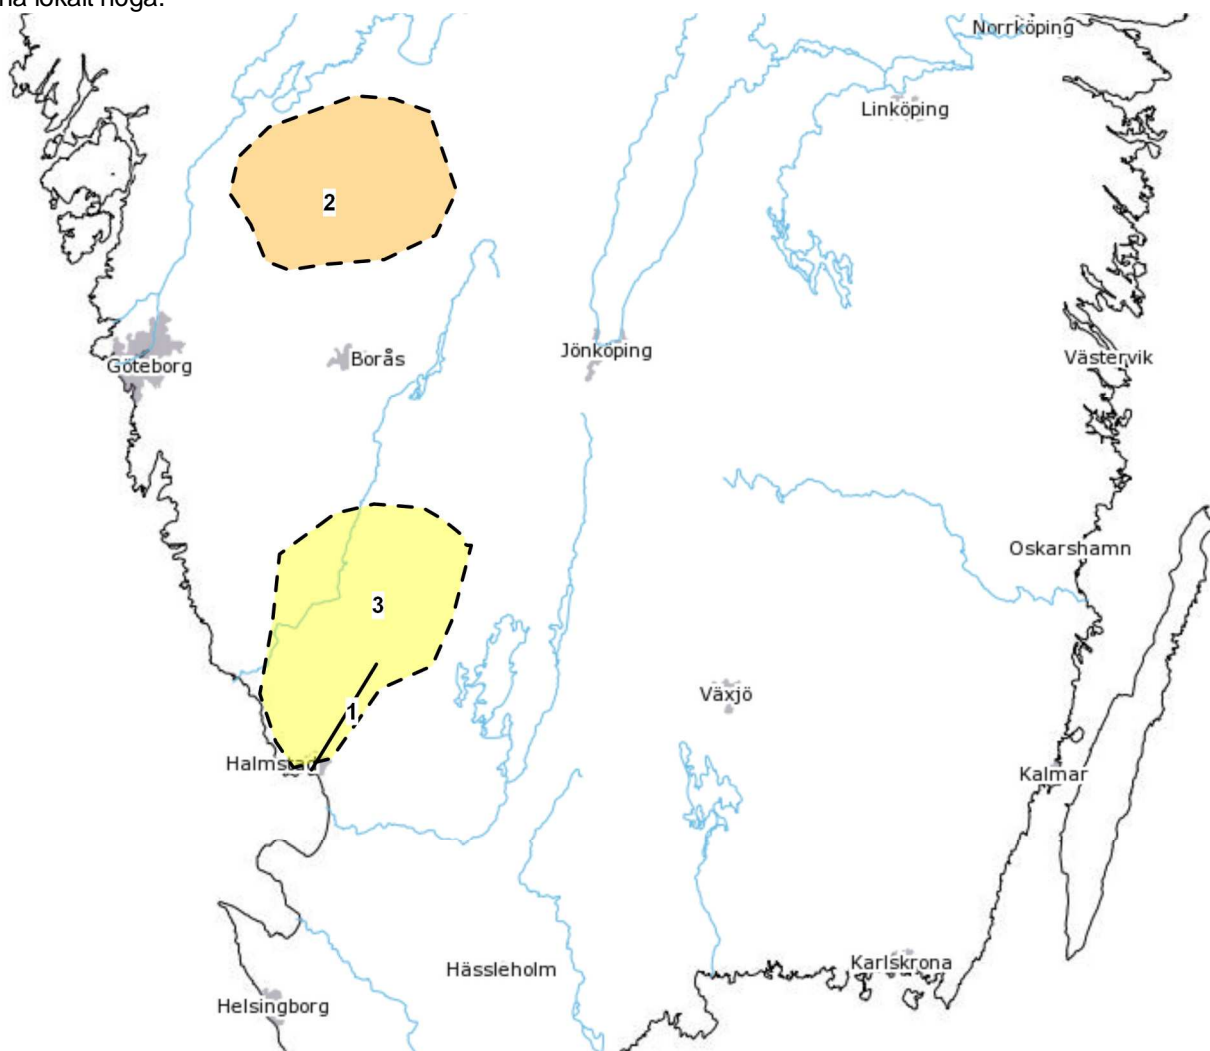 na lokalt höga.
Norrköping
Linköping
2
Göteborg
Borås
Jönköping
Västervik
Oskarshamn
3
Växjö
1
Halmstad
Kalmar
Karlskrona
Hässleholm
Helsingborg